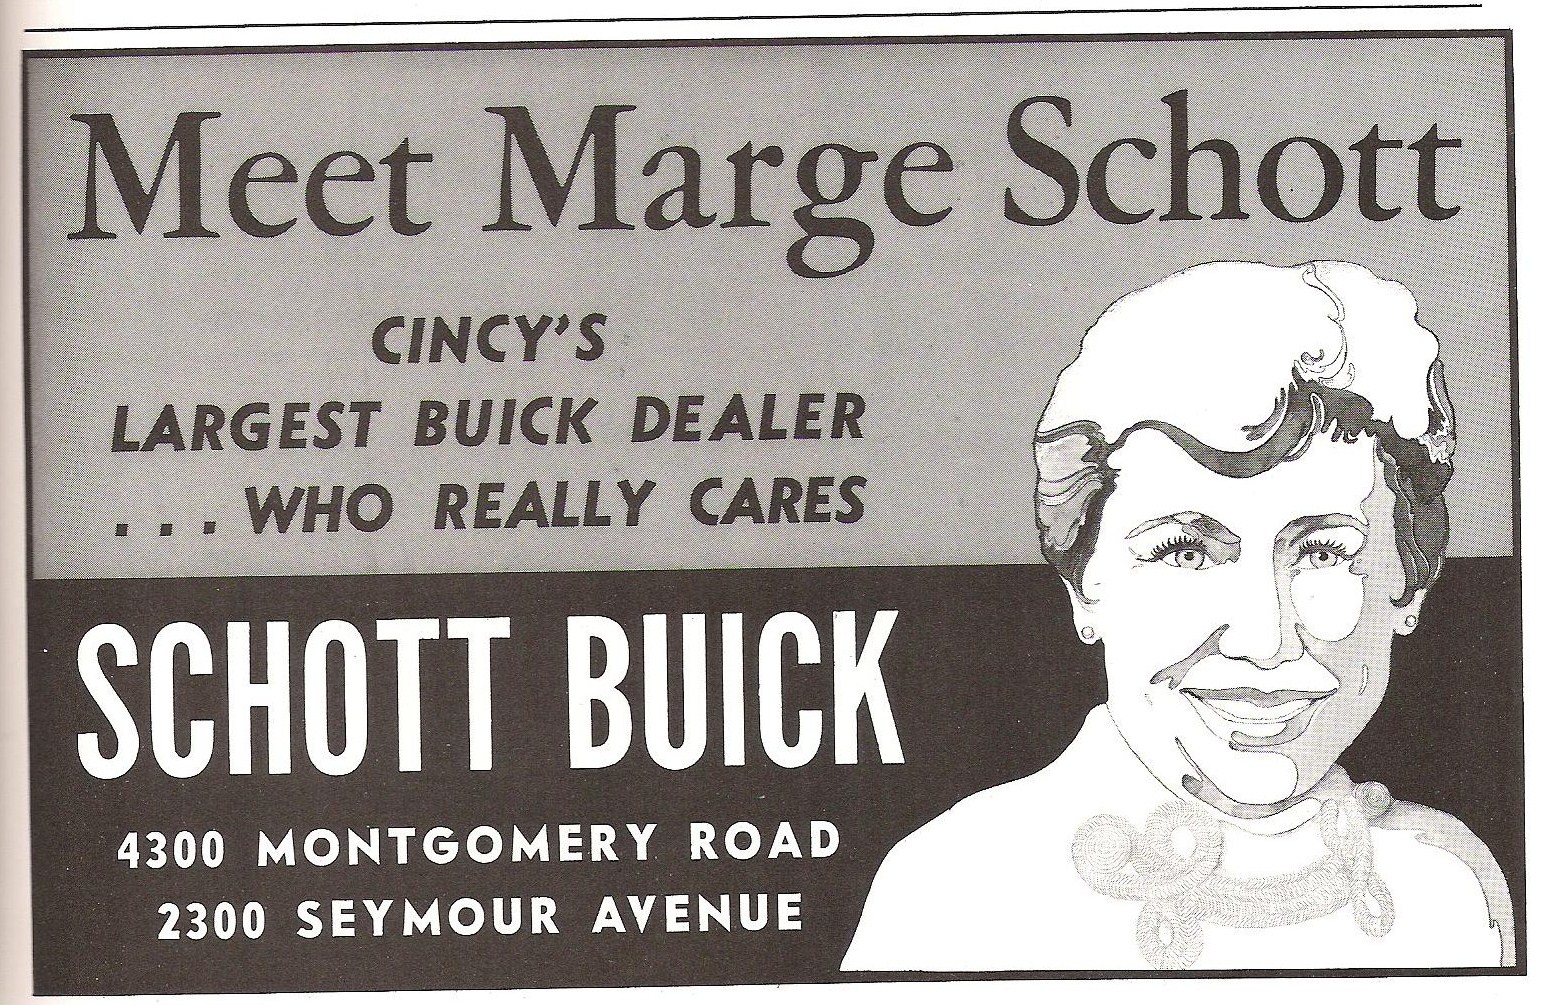 Meet Marge Schott
CINCY'S
LARGEST BUICK DEALER
...WHO REALLY CARES
SCHOTT BUICK
4300 MONTGOMERY ROAD
2300 SEYMOUR AVENUE